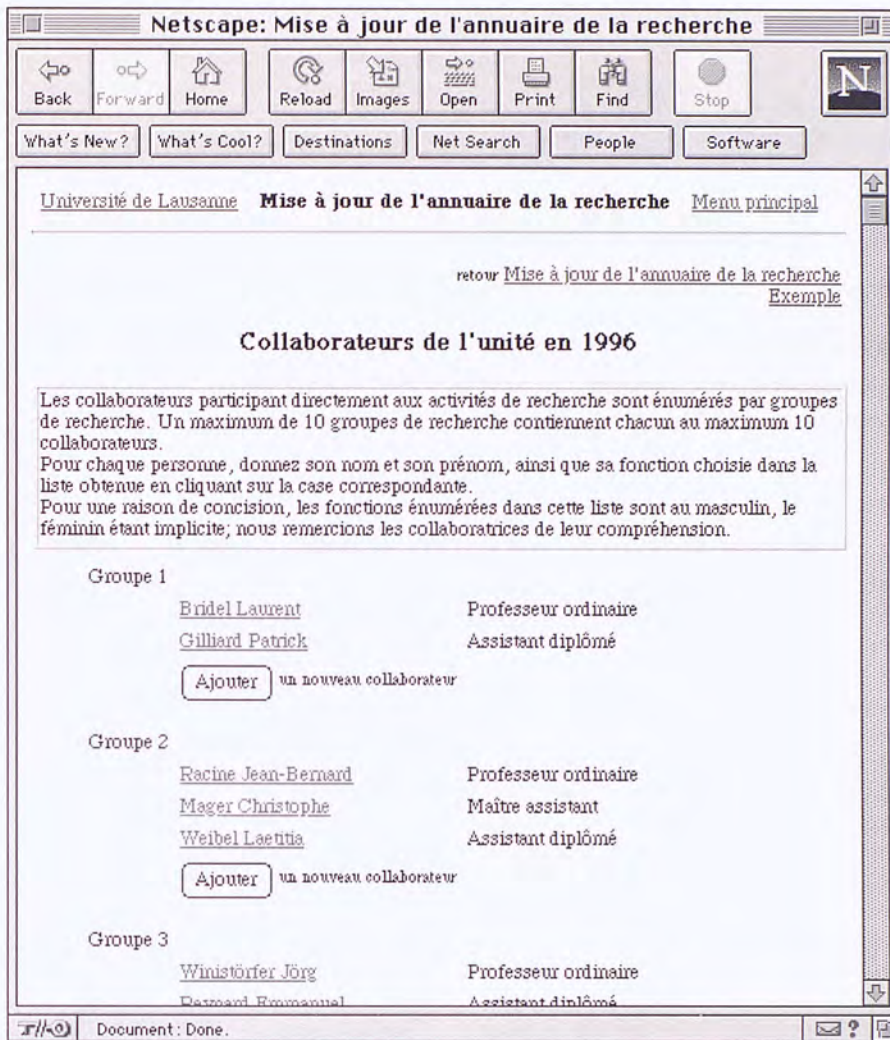 Netscape: Mise à jour de l'annuaire de la recherche
Back Forward Home Reload Images Open Print Find Stop N
What's New? What's Cool? Destinations Net Search People Software
Université de Lausanne Mise à jour de l'annuaire de la recherche Menu principal
retour Mise à jour de l'annuaire de la recherche
Exemple
Collaborateurs de l'unité en 1996
Les collaborateurs participant directement aux activités de recherche sont énumérés par groupes
de recherche. Un maximum de 10 groupes de recherche contiennent chacun au maximum 10
collaborateurs.
Pour chaque personne, donnez son nom et son prénom, ainsi que sa fonction choisie dans la
liste obtenue en cliquant sur la case correspondante.
Pour une raison de concision, les fonctions énumérées dans cette liste sont au masculin, le
féminin étant implicite; nous remercions les collaboratrices de leur compréhension.
Groupe 1
Bridel Laurent Professeur ordinaire
Gilliard Patrick Assistant diplômé
Ajouter un nouveau collaborateur
Groupe 2
Racine Jean-Bernard Professeur ordinaire
Mager Christophe Maître assistant
Weibel Laetitia Assistant diplômé
Ajouter un nouveau collaborateur
Groupe 3
Winistörfer Jörg Professeur ordinaire
Reynard Emmanuel Assistant diplômé
Document: Done. ?